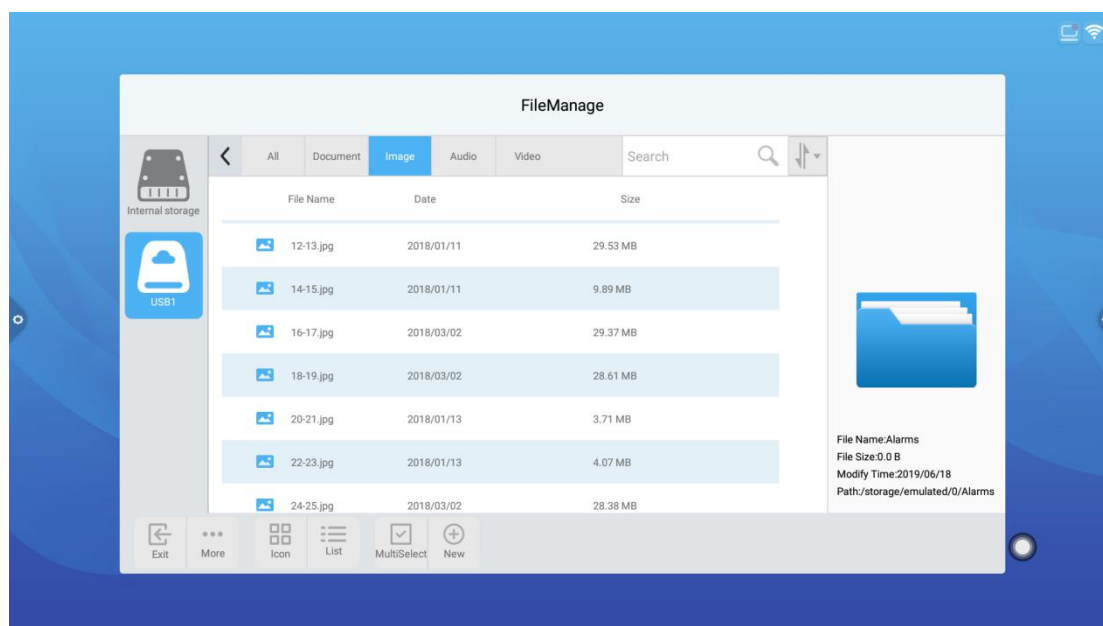 FileManage
All Document Image Audio Video Search
Internal storage
USB1
File Name Date Size
12-13.jpg 2018/01/11 29.53 MB
14-15.jpg 2018/01/11 9.89 MB
16-17.jpg 2018/03/02 29.37 MB
18-19.jpg 2018/03/02 28.61 MB
20-21.jpg 2018/01/13 3.71 MB
22-23.jpg 2018/01/13 4.07 MB
24-25.jpg 2018/03/02 28.38 MB
File Name:Alarms
File Size:0.0 B
Modify Time:2019/06/18
Path:/storage/emulated/0/Alarms
Exit More Icon List MultiSelect New